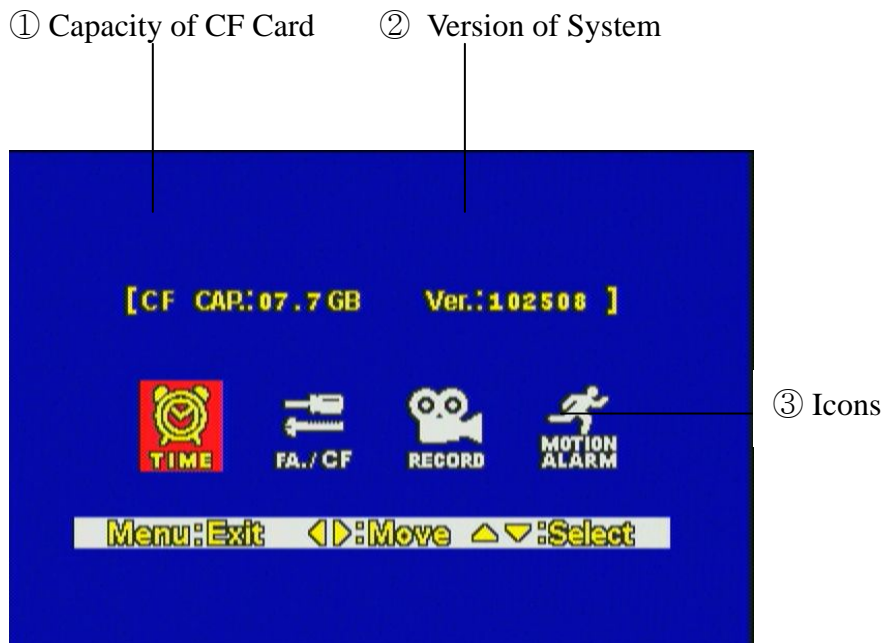 ① Capacity of CF Card ② Version of System
[CF CAP.:07.7GB Ver.:102508 ]
③ Icons
TIME FA./CF RECORD MOTION ALARM
Menu:Exit ◀▶:Move ▲▼:Select